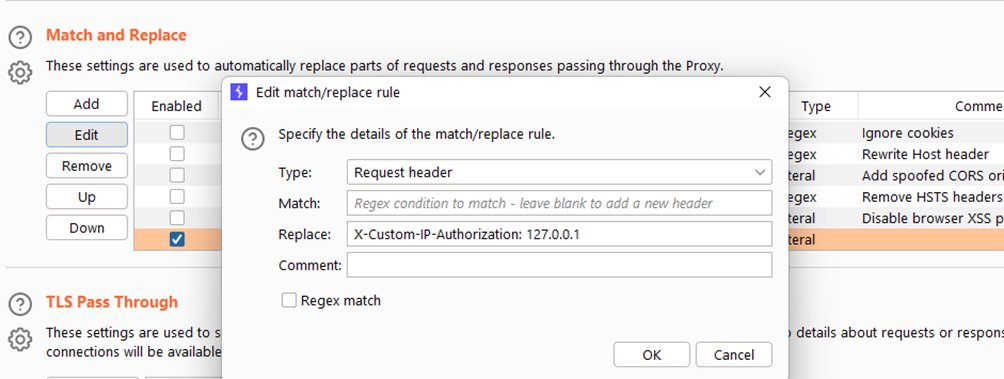 Match and Replace
These settings are used to automatically replace parts of requests and responses passing through the Proxy.
Add
Edit
Remove
Up
Down
Enabled
Type
Comme
egex
Ignore cookies
egex
Rewrite Host header
teral
Add spoofed CORS ori
egex
Remove HSTS headers
teral
Disable browser XSS p
teral
Edit match/replace rule
Specify the details of the match/replace rule.
Type:
Request header
Match:
Regex condition to match - leave blank to add a new header
Replace:
X-Custom-IP-Authorization: 127.0.0.1
Comment:
Regex match
OK
Cancel
TLS Pass Through
These settings are used to s
o details about requests or respons
connections will be available